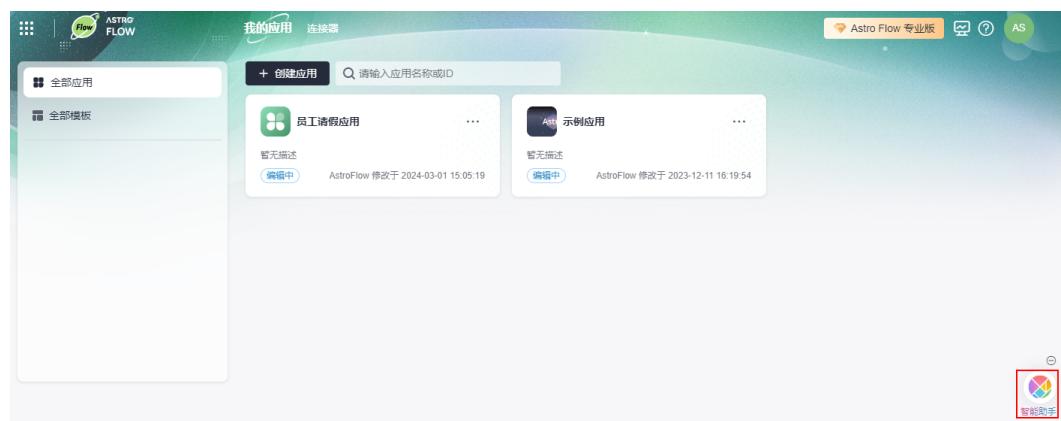 Flow ASTRO FLOW
我的应用 连接器
Astro Flow 专业版
AS
全部应用
全部模板
+ 创建应用 请输入应用名称或ID
员工请假应用 ...
暂无描述
编辑中 AstroFlow 修改于 2024-03-01 15:05:19
Ast 示例应用 ...
暂无描述
编辑中 AstroFlow 修改于 2023-12-11 16:19:54
智能助手